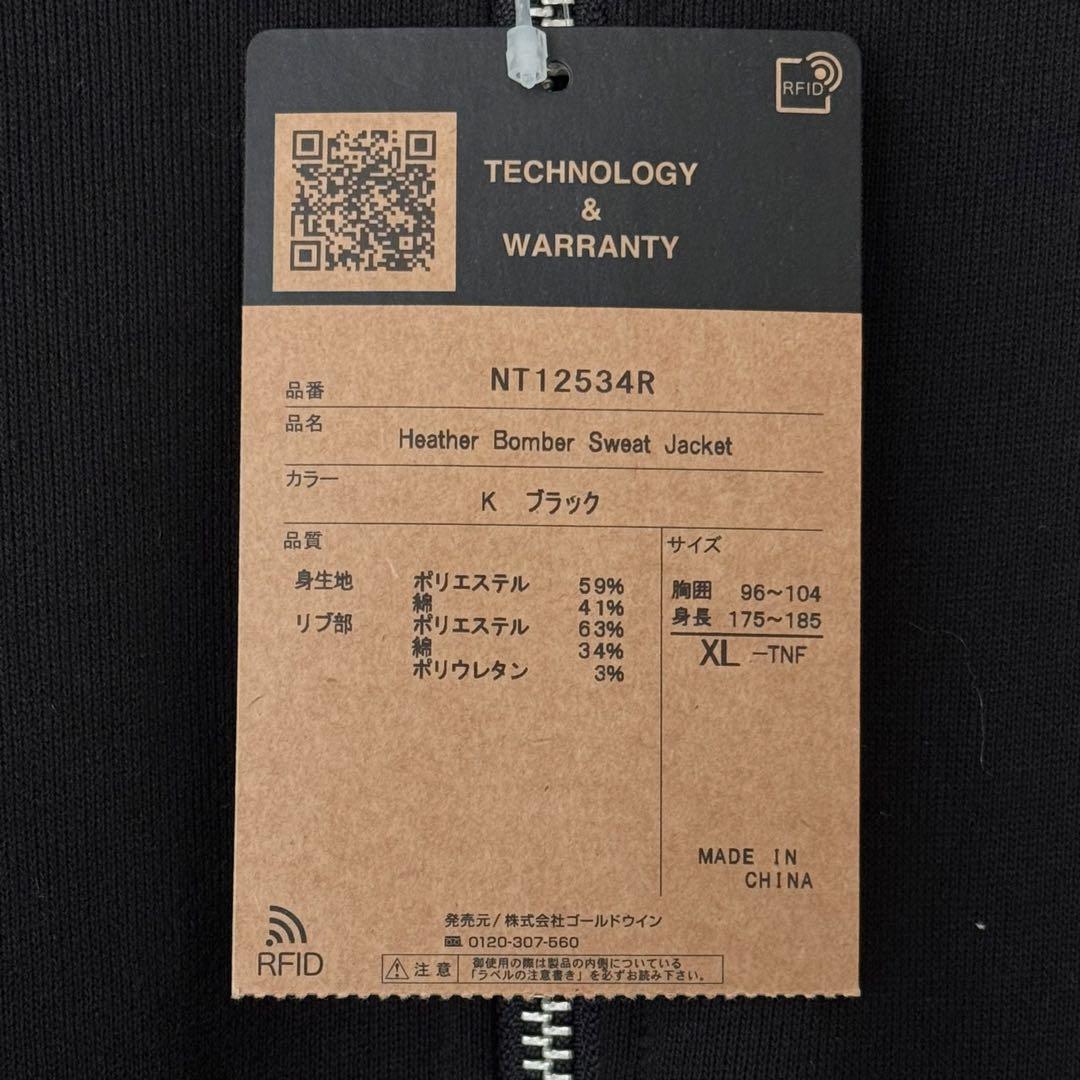 RFID
TECHNOLOGY
&
WARRANTY
品番 NT12534R
品名 Heather Bomber Sweat Jacket
カラー K ブラック
品質
身生地 ポリエステル 59%
綿 41%
リブ部 ポリエステル 63%
綿 34%
ポリウレタン 3%
サイズ
胸囲 96～104
身長 175～185
XL -TNF
MADE IN
CHINA
発売元/株式会社ゴールドウイン
0120-307-560
RFID
注意
御使用の際は製品の内側についている
「ラベルの注意書き」を必ずお読み下さい。